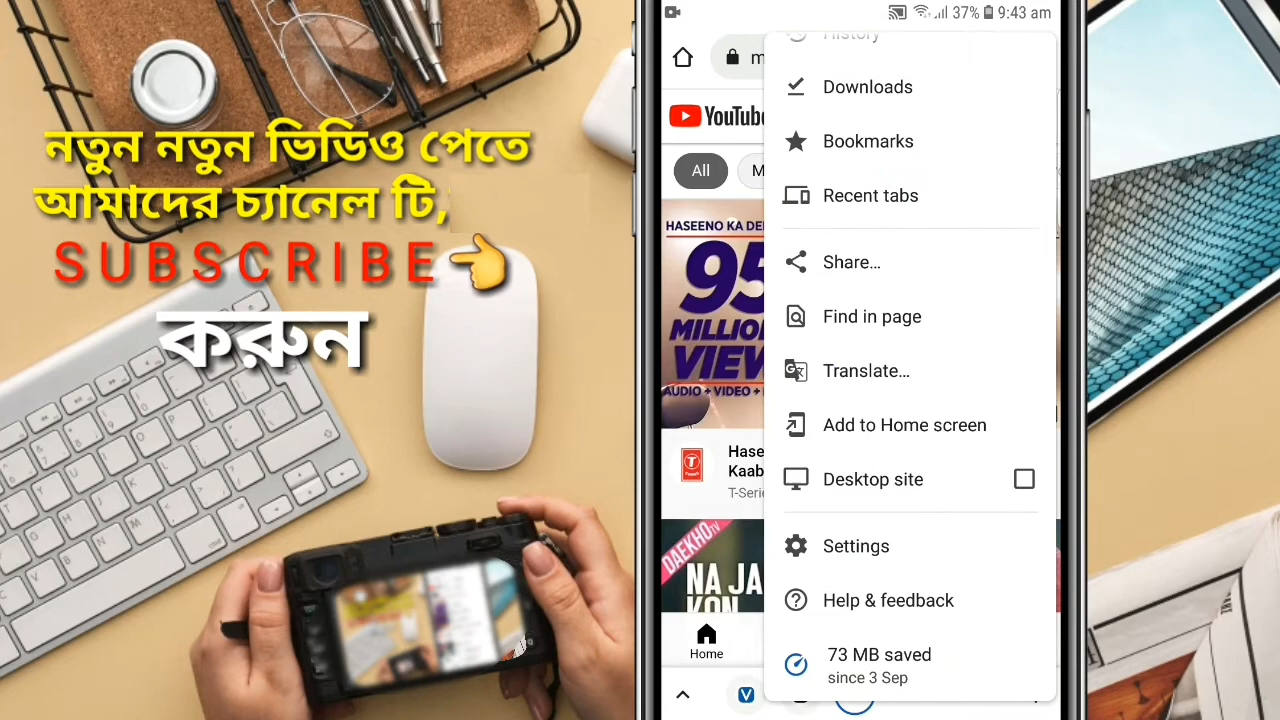 নতুন নতুন ভিডিও পেতে
আমাদের চ্যানেল টি,
SUBSCRIBE👈
করুন
37% 9:43 am
History
Downloads
YouTube
Bookmarks
All
Recent tabs
HASEENO KA
95
MILLION
VIEW
AUDIO + VIDEO +
Share...
Find in page
Translate...
Add to Home screen
Desktop site
Hase
Kaab
T-Serie
DAEKHO TV
NA JA
KON
Settings
Help & feedback
Home
73 MB saved
since 3 Sep